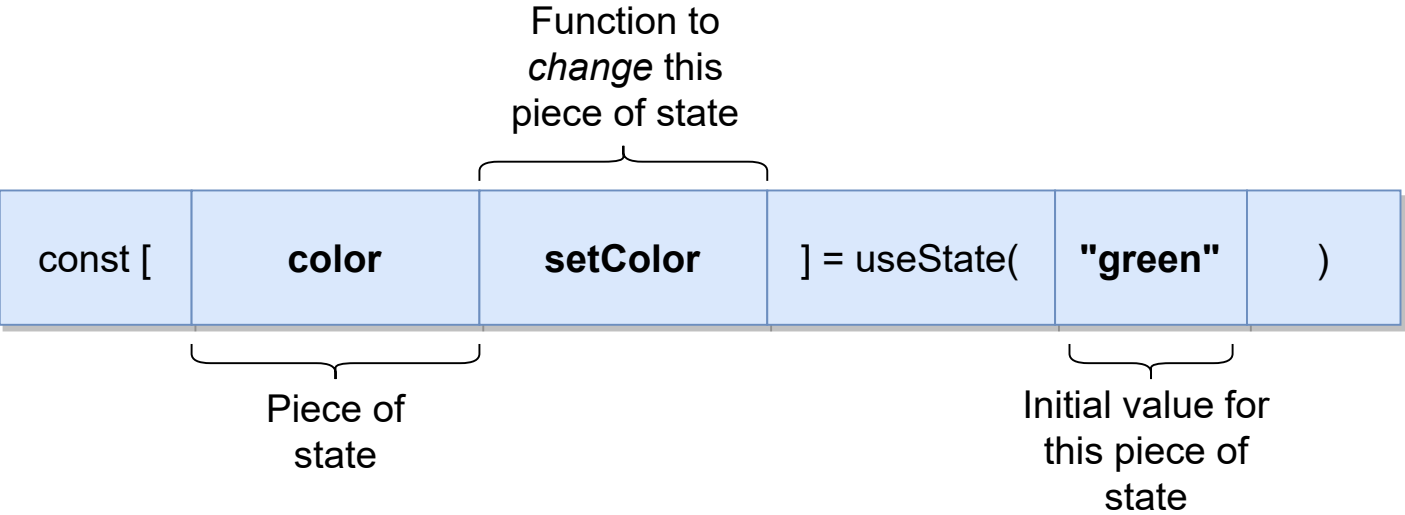 Function to
change this
piece of state
const [ color setColor ] = useState( "green" )
Piece of
state
Initial value for
this piece of
state